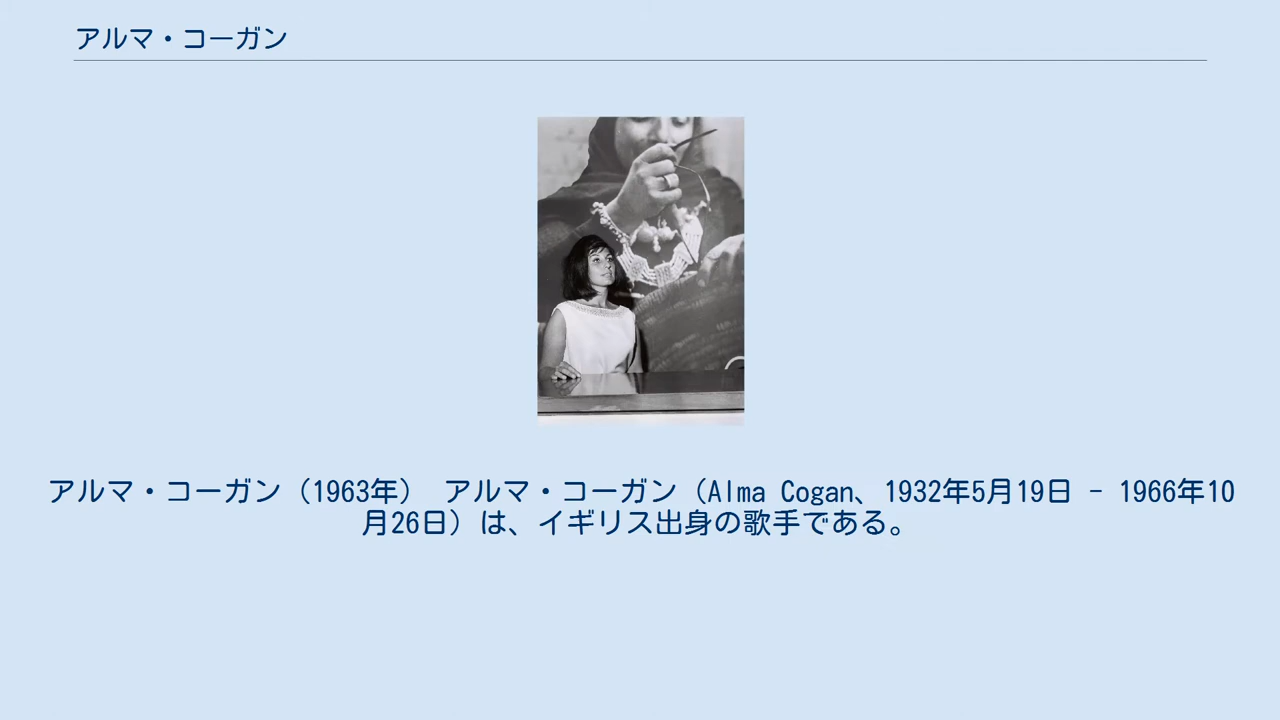 アルマ・コーガン
アルマ・コーガン（1963年） アルマ・コーガン（Alma Cogan、1932年5月19日 - 1966年10
月26日）は、イギリス出身の歌手である。